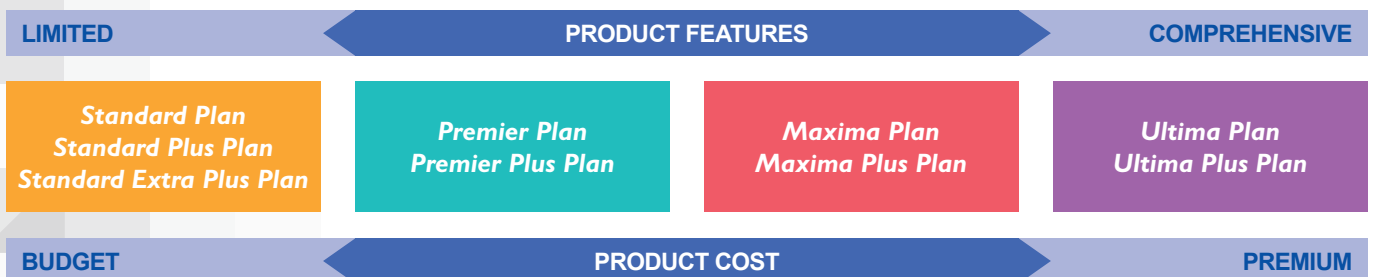 LIMITED PRODUCT FEATURES COMPREHENSIVE
Standard Plan
Standard Plus Plan
Standard Extra Plus Plan
Premier Plan
Premier Plus Plan
Maxima Plan
Maxima Plus Plan
Ultima Plan
Ultima Plus Plan
BUDGET PRODUCT COST PREMIUM